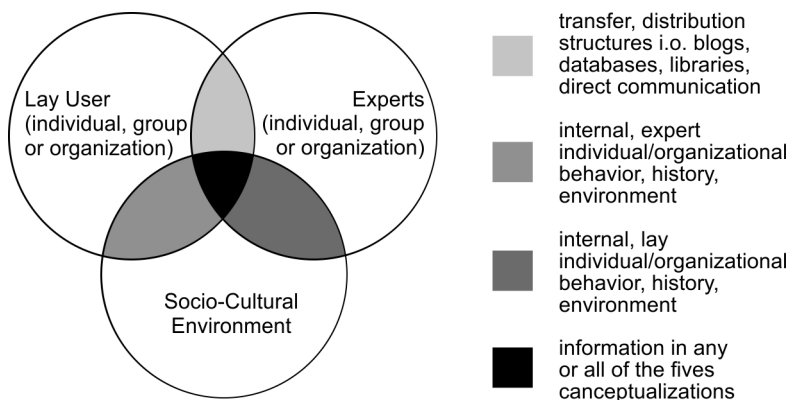 Lay User
(individual, group
or organization)
Experts
(individual, group
or organization)
Socio-Cultural
Environment
transfer, distribution
structures i.o. blogs,
databases, libraries,
direct communication
internal, expert
individual/organizational
behavior, history,
environment
internal, lay
individual/organizational
behavior, history,
environment
information in any
or all of the fives
canceptualizations